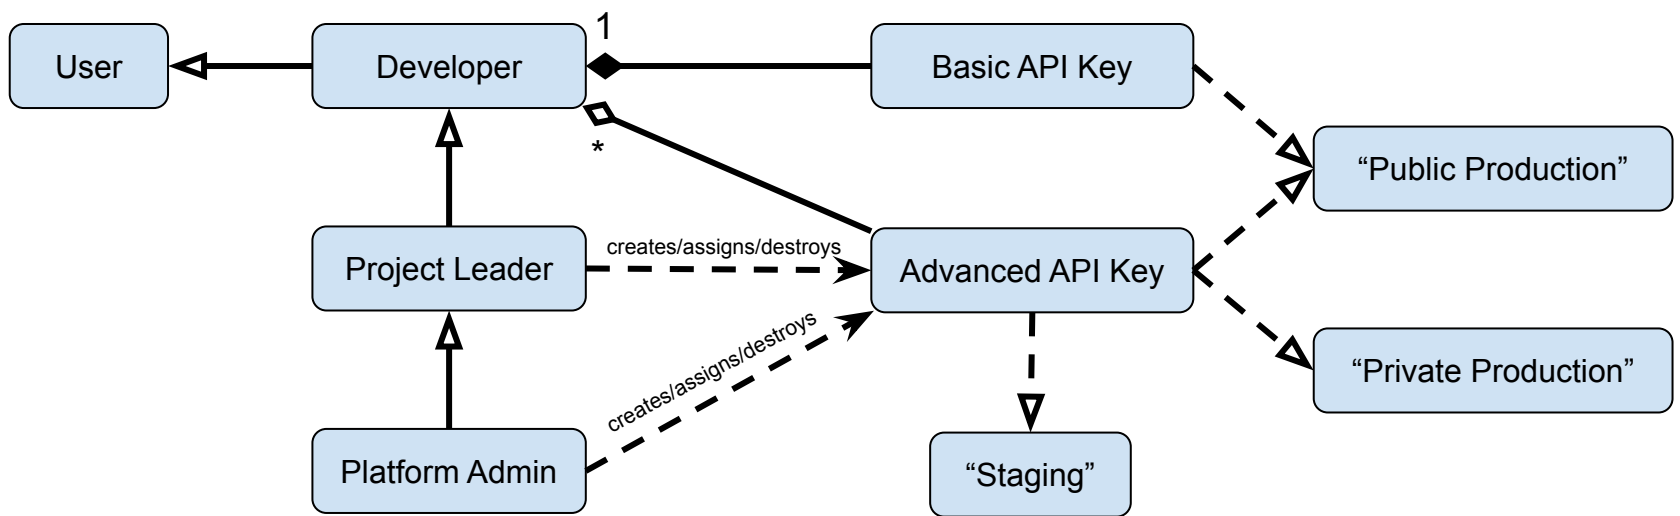 User
Developer
1
Basic API Key
*
“Public Production”
Project Leader
creates/assigns/destroys
Advanced API Key
creates/assigns/destroys
“Private Production”
Platform Admin
“Staging”